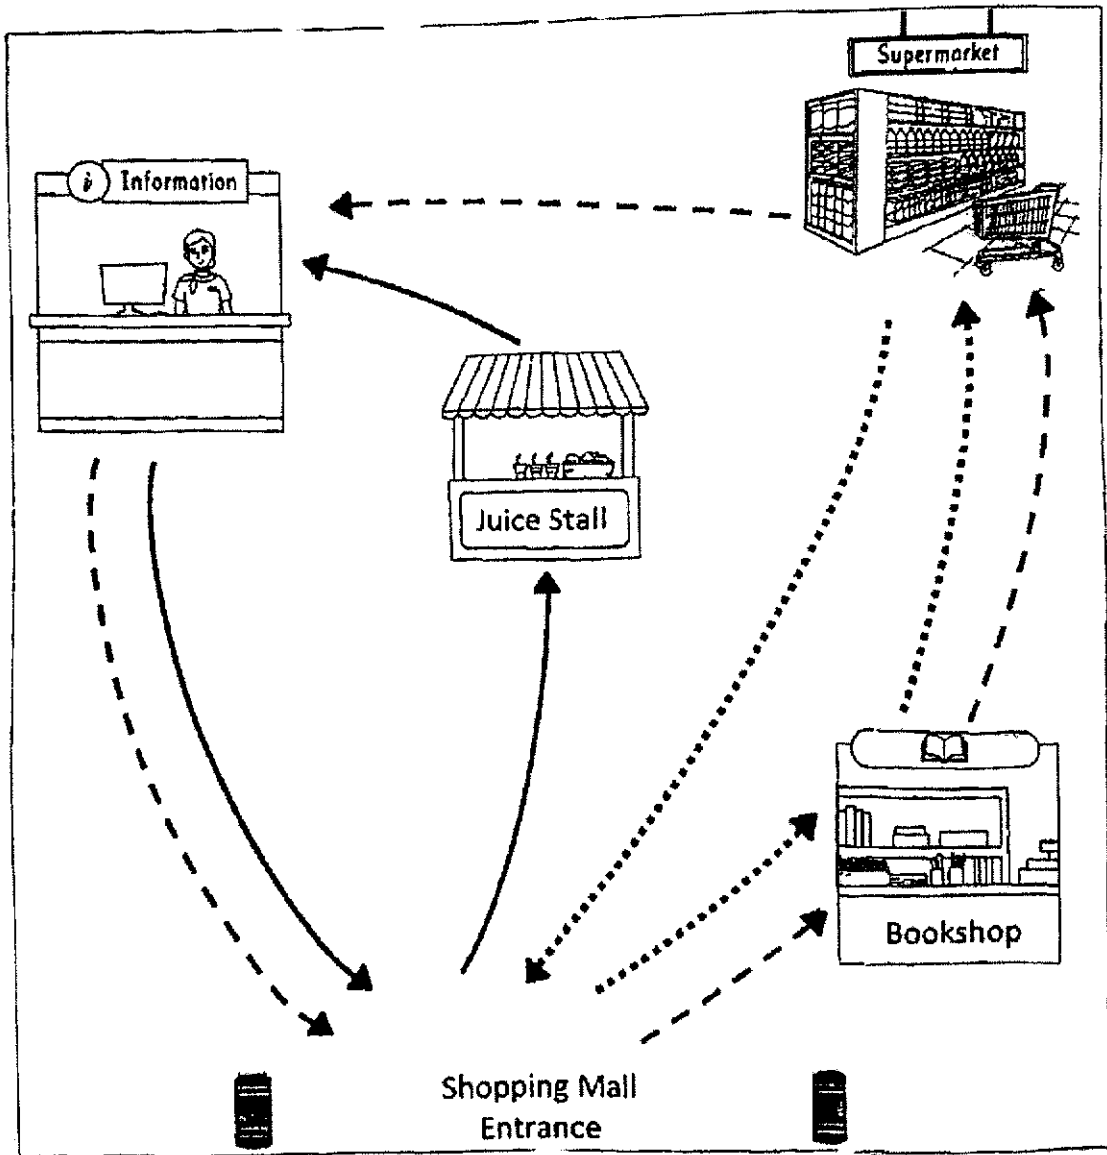 Supermarket
i Information
Juice Stall
Bookshop
Shopping Mall
Entrance